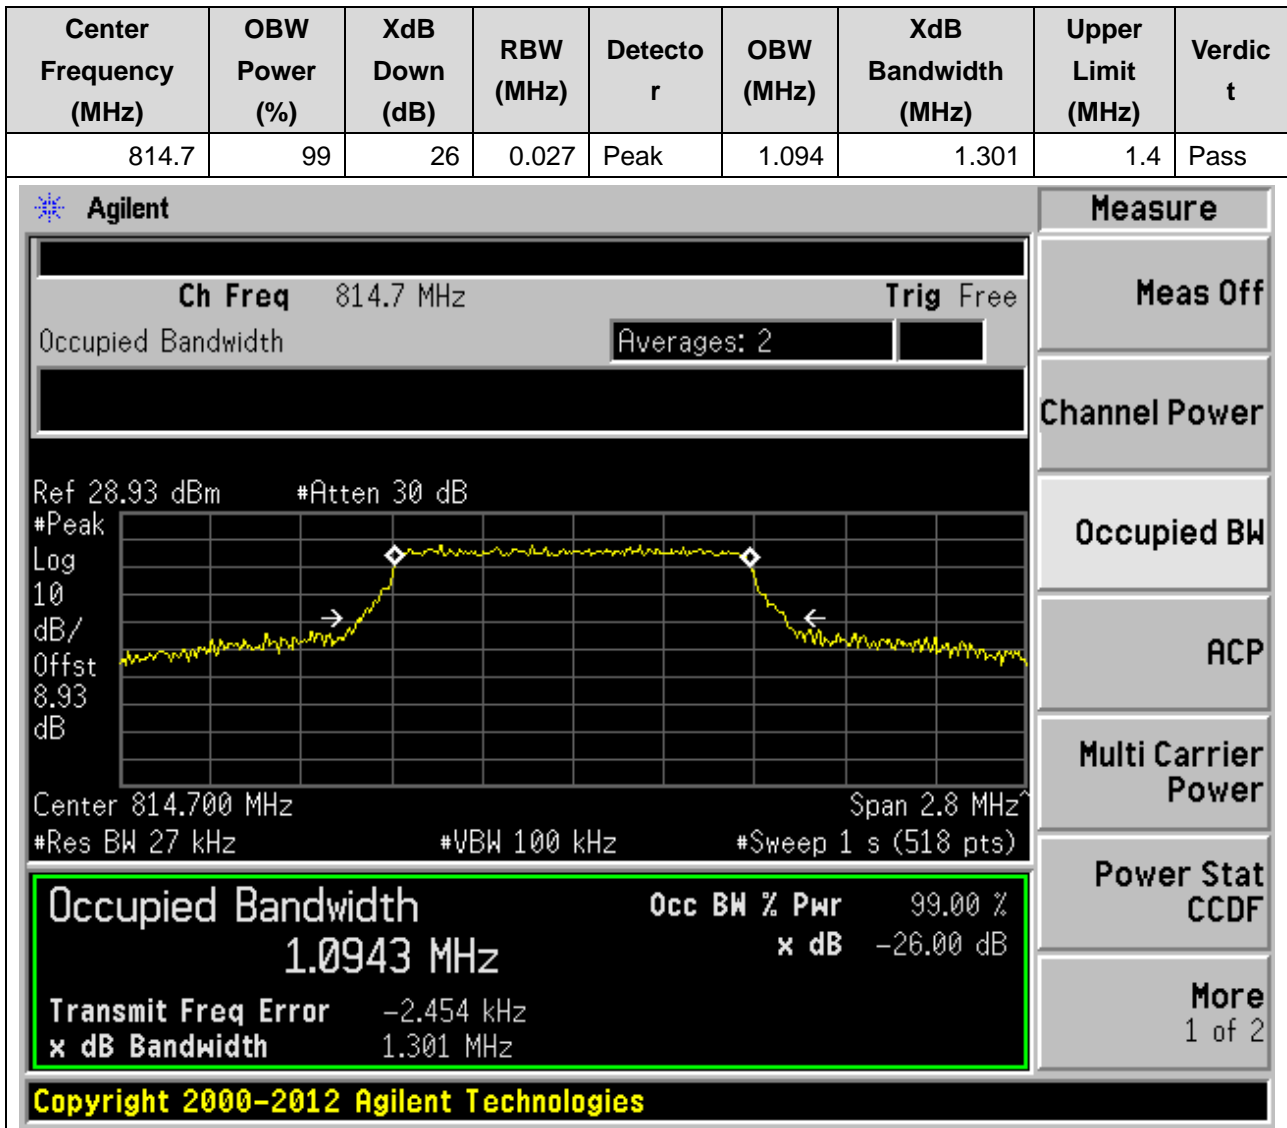 Center Frequency (MHz) OBW Power (%) XdB Down (dB) RBW (MHz) Detecto r OBW (MHz) XdB Bandwidth (MHz) Upper Limit (MHz) Verdic t
814.7 99 26 0.027 Peak 1.094 1.301 1.4 Pass
Agilent
Measure
Ch Freq 814.7 MHz Trig Free
Occupied Bandwidth Averages: 2
Ref 28.93 dBm #Atten 30 dB
#Peak
Log
10
dB/
Offst
8.93
dB
Center 814.700 MHz Span 2.8 MHz^
#Res BW 27 kHz #VBW 100 kHz #Sweep 1 s (518 pts)
Occupied Bandwidth Occ BW % Pwr 99.00 %
1.0943 MHz x dB -26.00 dB
Transmit Freq Error -2.454 kHz
x dB Bandwidth 1.301 MHz
Meas Off
Channel Power
Occupied BW
ACP
Multi Carrier
Power
Power Stat
CCDF
More
1 of 2
Copyright 2000-2012 Agilent Technologies